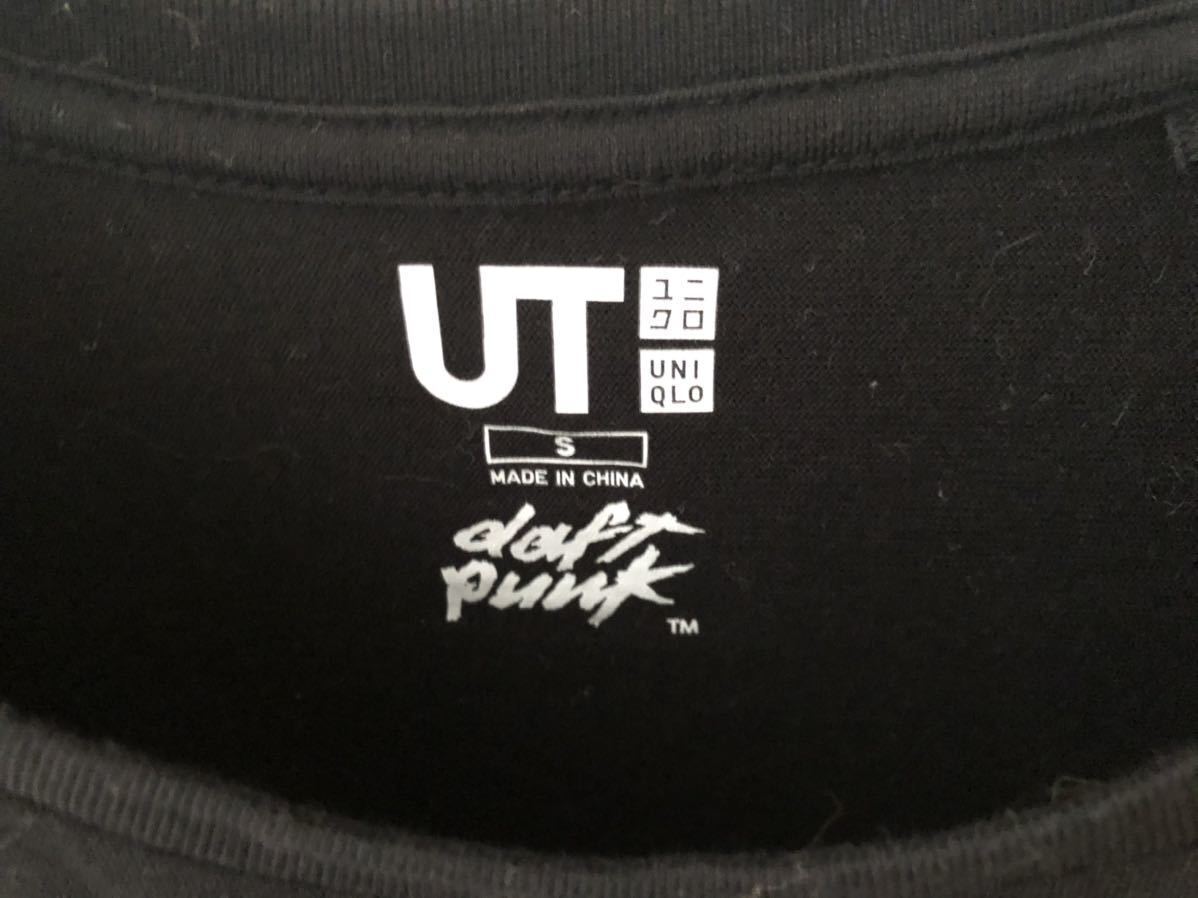 UT
ユニ
クロ
UNI
QLO
S
MADE IN CHINA
daft
punk
TM